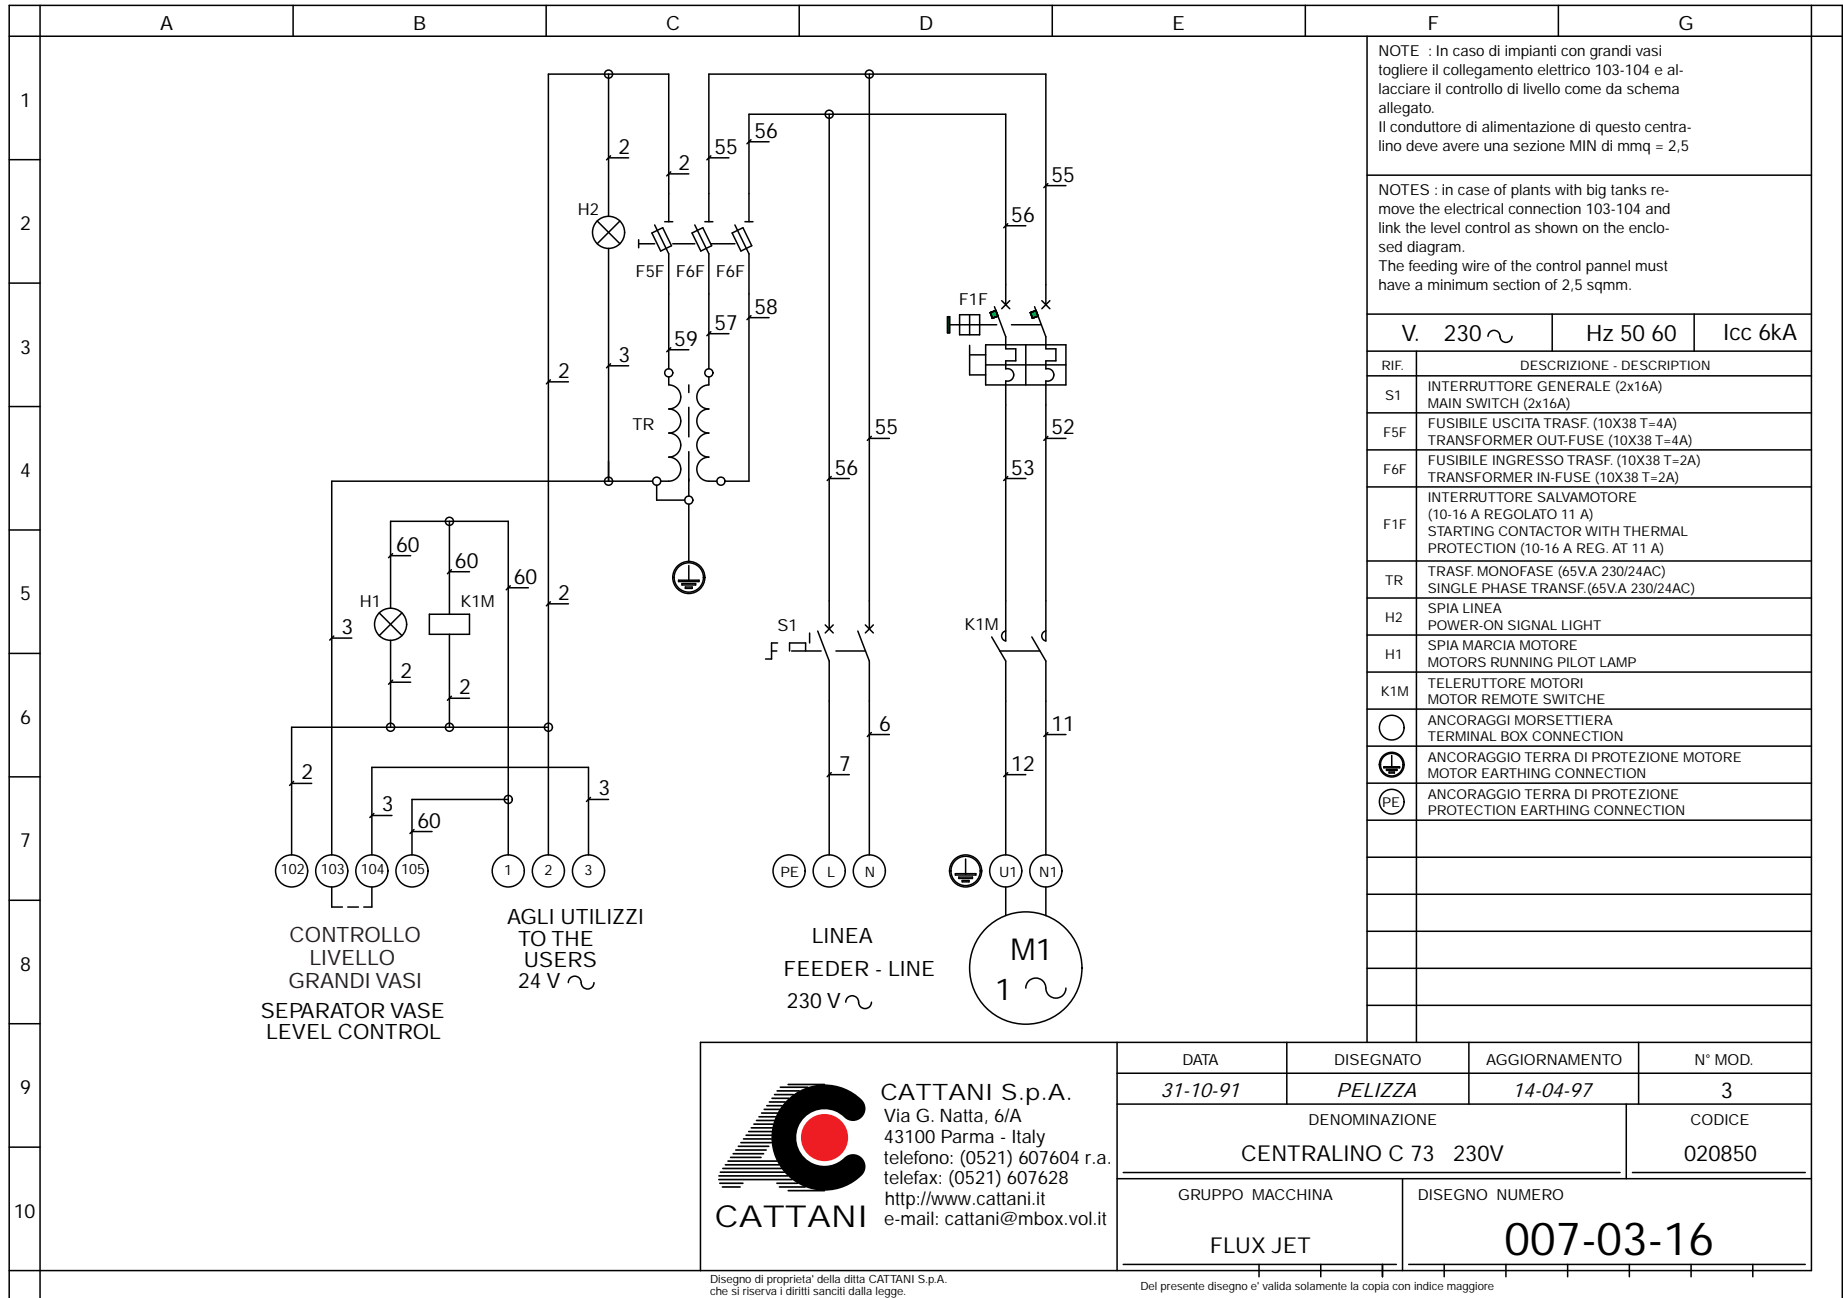 A B C D E F G
1
2
3
4
5
6
7
8
9
10
2
2
55
56
H2
F5F F6F F6F
59
57
58
3
2
TR
55
56
56
55
F1F
53
52
60
60
60
2
H1
K1M
3
2
2
S1
K1M
6
7
11
12
2
3
60
3
102 103 104 105 1 2 3
PE L N
U1 N1
CONTROLLO
LIVELLO
GRANDI VASI
SEPARATOR VASE
LEVEL CONTROL
AGLI UTILIZZI
TO THE
USERS
24 V
LINEA
FEEDER - LINE
230 V
M1
1
NOTE : In caso di impianti con grandi vasi
togliere il collegamento elettrico 103-104 e al-
lacciare il controllo di livello come da schema
allegato.
Il conduttore di alimentazione di questo centra-
lino deve avere una sezione MIN di mmq = 2,5
NOTES : in case of plants with big tanks re-
move the electrical connection 103-104 and
link the level control as shown on the enclo-
sed diagram.
The feeding wire of the control pannel must
have a minimum section of 2,5 sqmm.
V. 230 Hz 50 60 Icc 6kA
RIF. DESCRIZIONE - DESCRIPTION
S1 INTERRUTTORE GENERALE (2x16A)
MAIN SWITCH (2x16A)
F5F FUSIBILE USCITA TRASF. (10X38 T=4A)
TRANSFORMER OUT-FUSE (10X38 T=4A)
F6F FUSIBILE INGRESSO TRASF. (10X38 T=2A)
TRANSFORMER IN-FUSE (10X38 T=2A)
F1F INTERRUTTORE SALVAMOTORE
(10-16 A REGOLATO 11 A)
STARTING CONTACTOR WITH THERMAL
PROTECTION (10-16 A REG. AT 11 A)
TR TRASF. MONOFASE (65V.A 230/24AC)
SINGLE PHASE TRANSF.(65V.A 230/24AC)
H2 SPIA LINEA
POWER-ON SIGNAL LIGHT
H1 SPIA MARCIA MOTORE
MOTORS RUNNING PILOT LAMP
K1M TELERUTTORE MOTORI
MOTOR REMOTE SWITCHE
ANCORAGGI MORSETTIERA
TERMINAL BOX CONNECTION
ANCORAGGIO TERRA DI PROTEZIONE MOTORE
MOTOR EARTHING CONNECTION
PE ANCORAGGIO TERRA DI PROTEZIONE
PROTECTION EARTHING CONNECTION
CATTANI
CATTANI S.p.A.
Via G. Natta, 6/A
43100 Parma - Italy
telefono: (0521) 607604 r.a.
telefax: (0521) 607628
http://www.cattani.it
e-mail: cattani@mbox.vol.it
DATA DISEGNATO AGGIORNAMENTO N° MOD.
31-10-91 PELIZZA 14-04-97 3
DENOMINAZIONE CODICE
CENTRALINO C 73 230V 020850
GRUPPO MACCHINA DISEGNO NUMERO
FLUX JET 007-03-16
Disegno di proprieta' della ditta CATTANI S.p.A.
che si riserva i diritti sanciti dalla legge.
Del presente disegno e' valida solamente la copia con indice maggiore